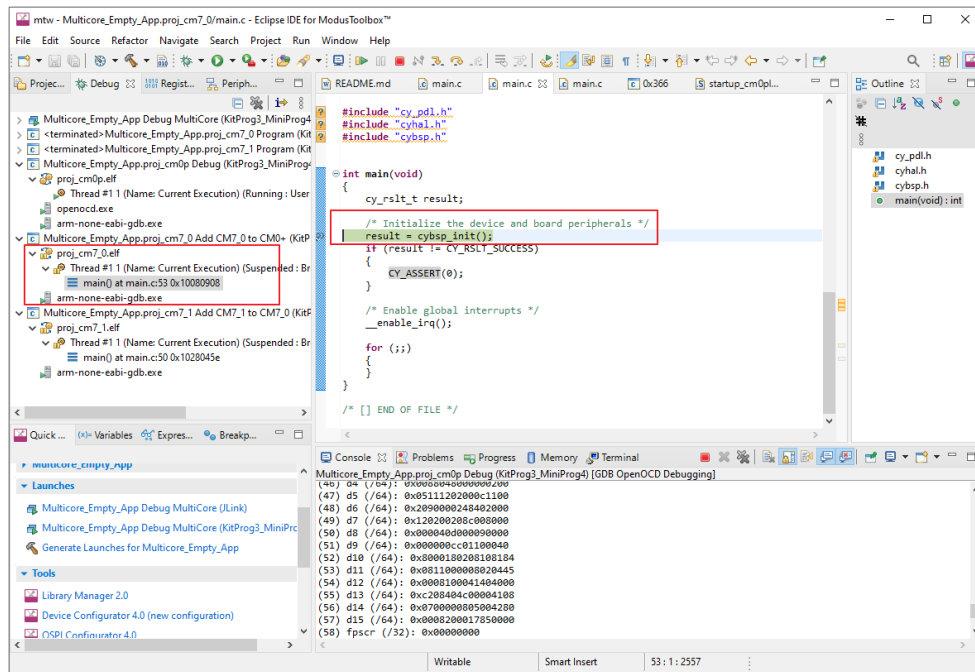 mtw - Multicore_Empty_App.proj_cm7_0/main.c - Eclipse IDE for ModusToolbox™
File Edit Source Refactor Navigate Search Project Run Window Help
Projec... Debug Regist... Periph...
Multicore_Empty_App Debug MultiCore (KitProg3_MiniProg4
<terminated>Multicore_Empty_App.proj_cm7_0 Program (Kit
<terminated>Multicore_Empty_App.proj_cm7_1 Program (Kit
Multicore_Empty_App.proj_cm0p Debug (KitProg3_MiniProg4
proj_cm0p.elf
Thread #1 1 (Name: Current Execution) (Running : User
openocd.exe
arm-none-eabi-gdb.exe
Multicore_Empty_App.proj_cm7_0 Add CM7_0 to CM0+ (KitP
proj_cm7_0.elf
Thread #1 1 (Name: Current Execution) (Suspended : Br
main() at main.c:53 0x10080908
arm-none-eabi-gdb.exe
Multicore_Empty_App.proj_cm7_1 Add CM7_1 to CM7_0 (KitP
proj_cm7_1.elf
Thread #1 1 (Name: Current Execution) (Suspended : Br
main() at main.c:50 0x1028045e
arm-none-eabi-gdb.exe
README.md main.c main.c main.c 0x366 startup_cm0pl...
#include "cy_pdl.h"
#include "cyhal.h"
#include "cybsp.h"
int main(void)
{
cy_rslt_t result;
/* Initialize the device and board peripherals */
result = cybsp_init();
if (result != CY_RSLT_SUCCESS)
{
CY_ASSERT(0);
}
/* Enable global interrupts */
__enable_irq();
for (;;)
{
}
}
/* [] END OF FILE */
Outline
cy_pdl.h
cyhal.h
cybsp.h
main(void) : int
Quick ... Variables Expres... Breakp...
Multicore_Empty_App
Launches
Multicore_Empty_App Debug MultiCore (JLink)
Multicore_Empty_App Debug MultiCore (KitProg3_MiniPrc
Generate Launches for Multicore_Empty_App
Tools
Library Manager 2.0
Device Configurator 4.0 (new configuration)
QSPI Configurator 4.0
Console Problems Progress Memory Terminal
Multicore_Empty_App.proj_cm0p Debug (KitProg3_MiniProg4) [GDB OpenOCD Debugging]
(46) d4 (/64): 0x0088048000000200
(47) d5 (/64): 0x05111202000c1100
(48) d6 (/64): 0x2090000248402000
(49) d7 (/64): 0x120200208c008000
(50) d8 (/64): 0x000040d000090000
(51) d9 (/64): 0x000000cc01100040
(52) d10 (/64): 0x8000180208108184
(53) d11 (/64): 0x0811000008020445
(54) d12 (/64): 0x0008100041404000
(55) d13 (/64): 0xc208404c00004108
(56) d14 (/64): 0x0700000805004280
(57) d15 (/64): 0x0008200017850000
(58) fpscr (/32): 0x00000000
Writable Smart Insert 53 : 1 : 2557